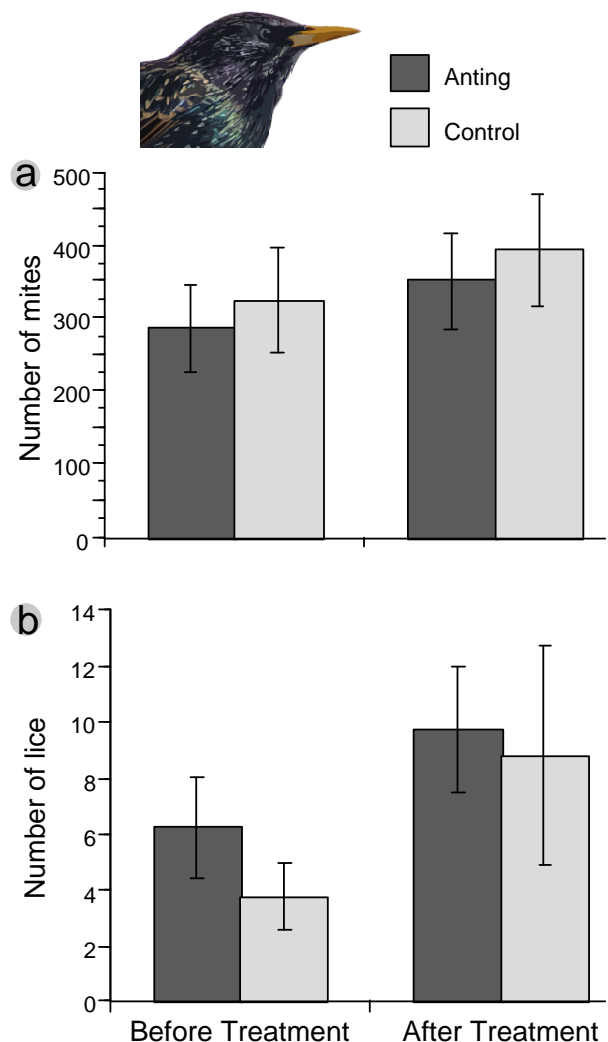 Anting
Control
a
500
400
300
200
100
0
Number of mites
b
14
12
10
8
6
4
2
0
Number of lice
Before Treatment
After Treatment